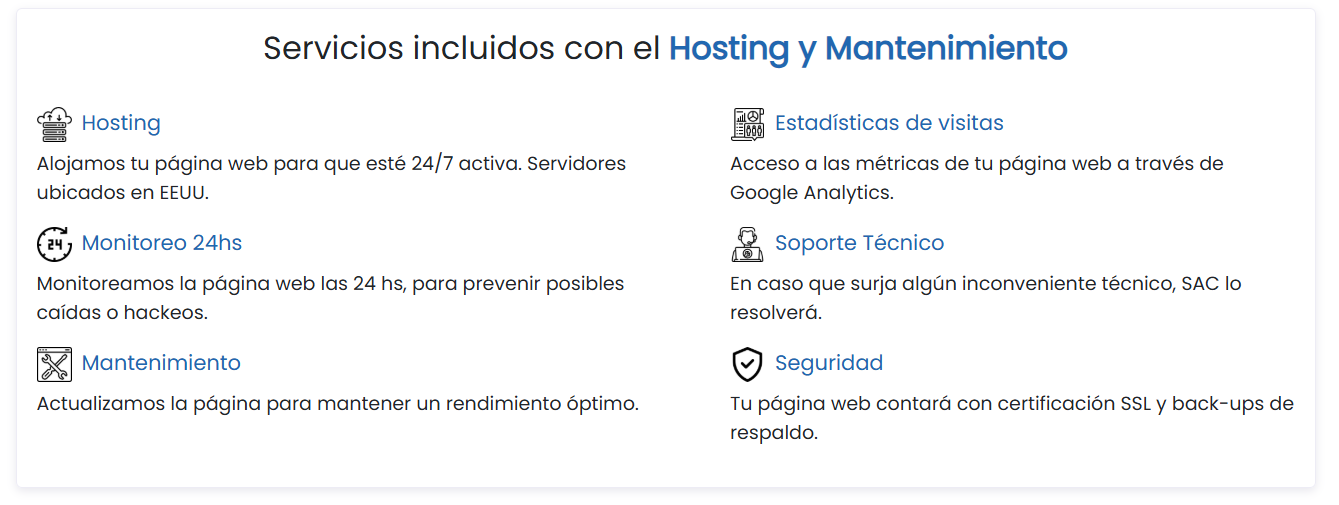 Servicios incluidos con el Hosting y Mantenimiento
Hosting
Alojamos tu página web para que esté 24/7 activa. Servidores
ubicados en EEUU.
24
Monitoreo 24hs
Monitoreamos la página web las 24 hs, para prevenir posibles
caídas o hackeos.
Mantenimiento
Actualizamos la página para mantener un rendimiento óptimo.
Estadísticas de visitas
Acceso a las métricas de tu página web a través de
Google Analytics.
Soporte Técnico
En caso que surja algún inconveniente técnico, SAC lo
resolverá.
Seguridad
Tu página web contará con certificación SSL y back-ups de
respaldo.